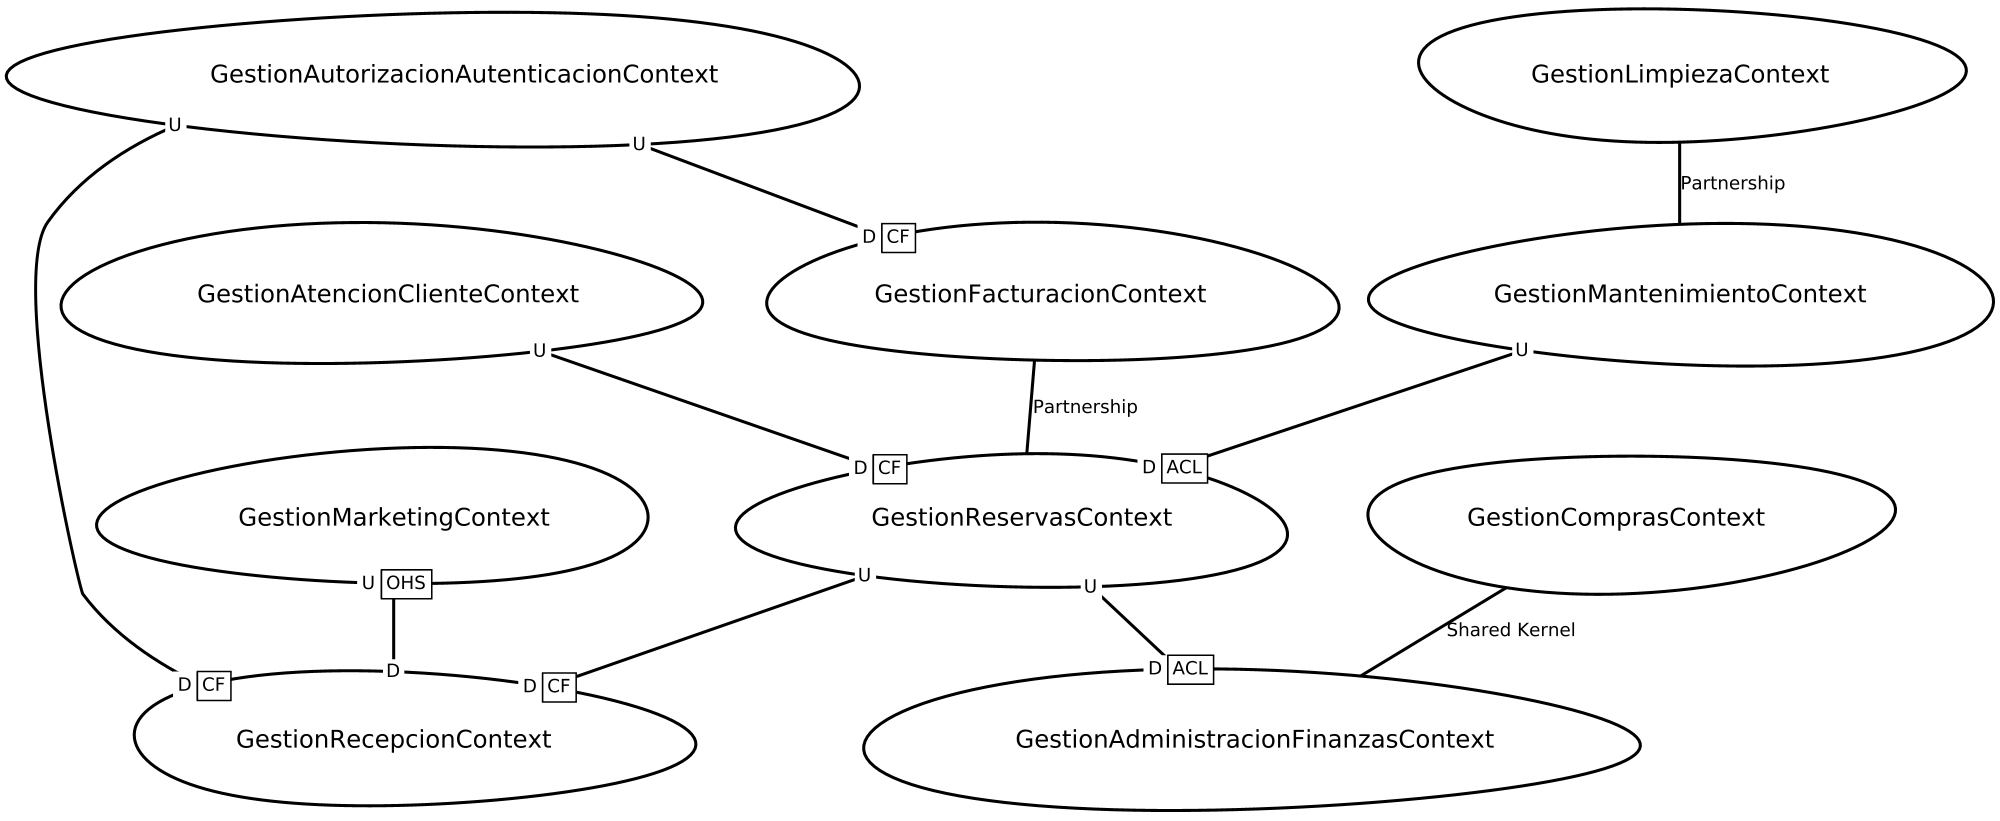 GestionAutorizacionAutenticacionContext
GestionLimpiezaContext
U
U
Partnership
D CF
GestionAtencionClienteContext
GestionFacturacionContext
GestionMantenimientoContext
U
U
Partnership
D CF
D ACL
GestionMarketingContext
GestionReservasContext
GestionComprasContext
U OHS
U
U
Shared Kernel
D CF
D
D CF
D ACL
GestionRecepcionContext
GestionAdministracionFinanzasContext